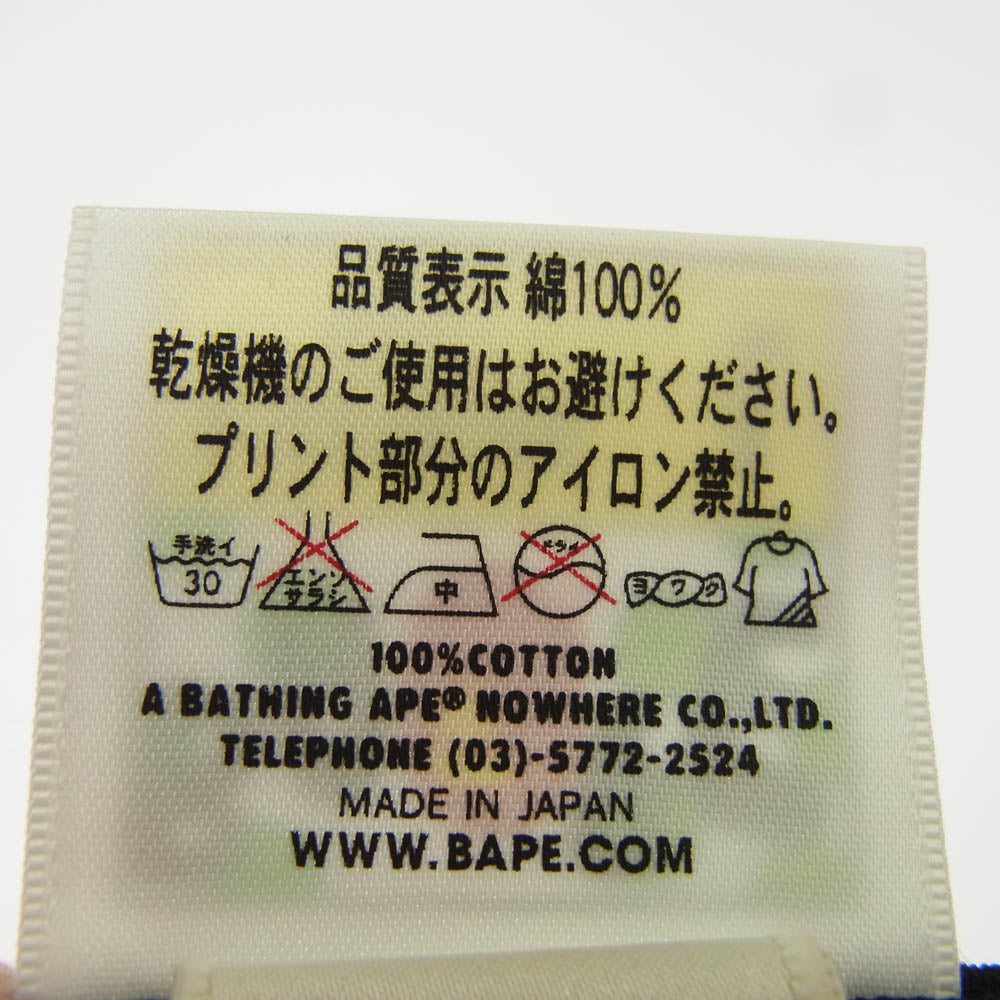 品質表示 綿100%
乾燥機のご使用はお避けください。
プリント部分のアイロン禁止。
手洗イ 30 エンソサラシ 中 ドライ ヨワク
100%COTTON
A BATHING APE® NOWHERE CO.,LTD.
TELEPHONE (03)-5772-2524
MADE IN JAPAN
WWW.BAPE.COM